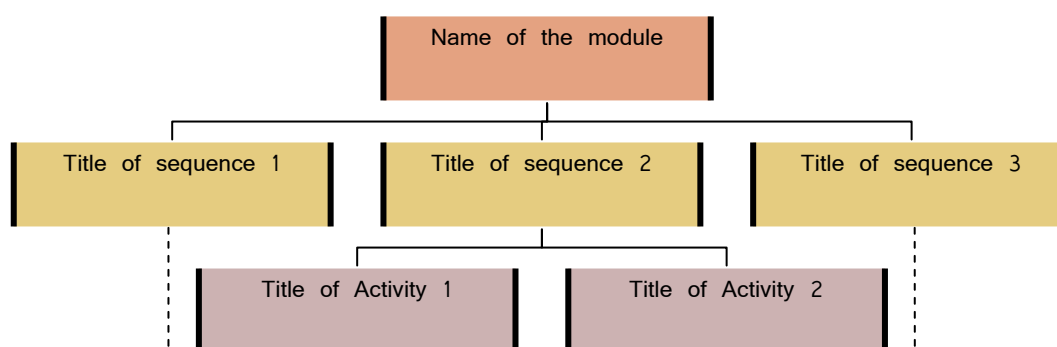 Name of the module
Title of sequence 1
Title of sequence 2
Title of sequence 3
Title of Activity 1
Title of Activity 2